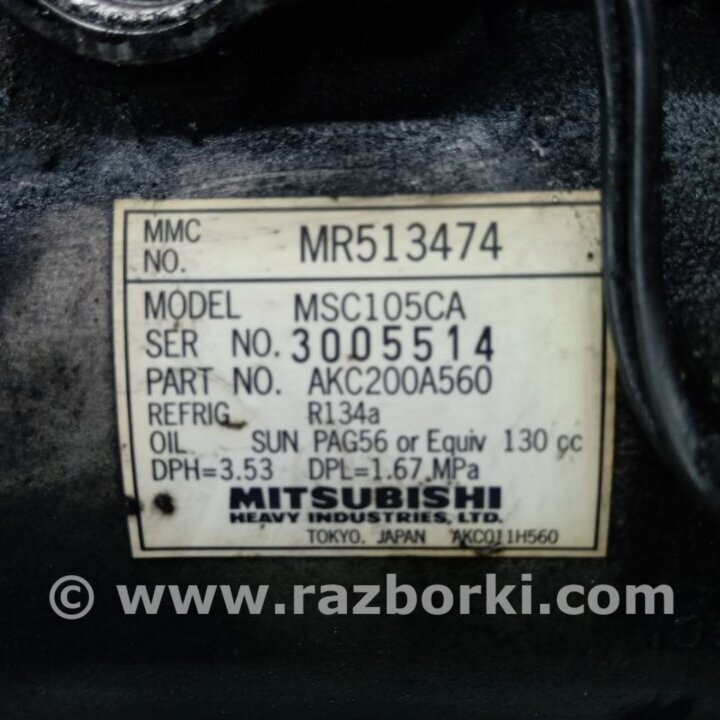 MMC NO. MR513474
MODEL MSC105CA
SER NO. 3005514
PART NO. AKC200A560
REFRIG R134a
OIL SUN PAG56 or Equiv 130 cc
DPH=3.53 DPL=1.67 MPa
MITSUBISHI
HEAVY INDUSTRIES, LTD.
TOKYO. JAPAN AKC011H560
© www.razborki.com